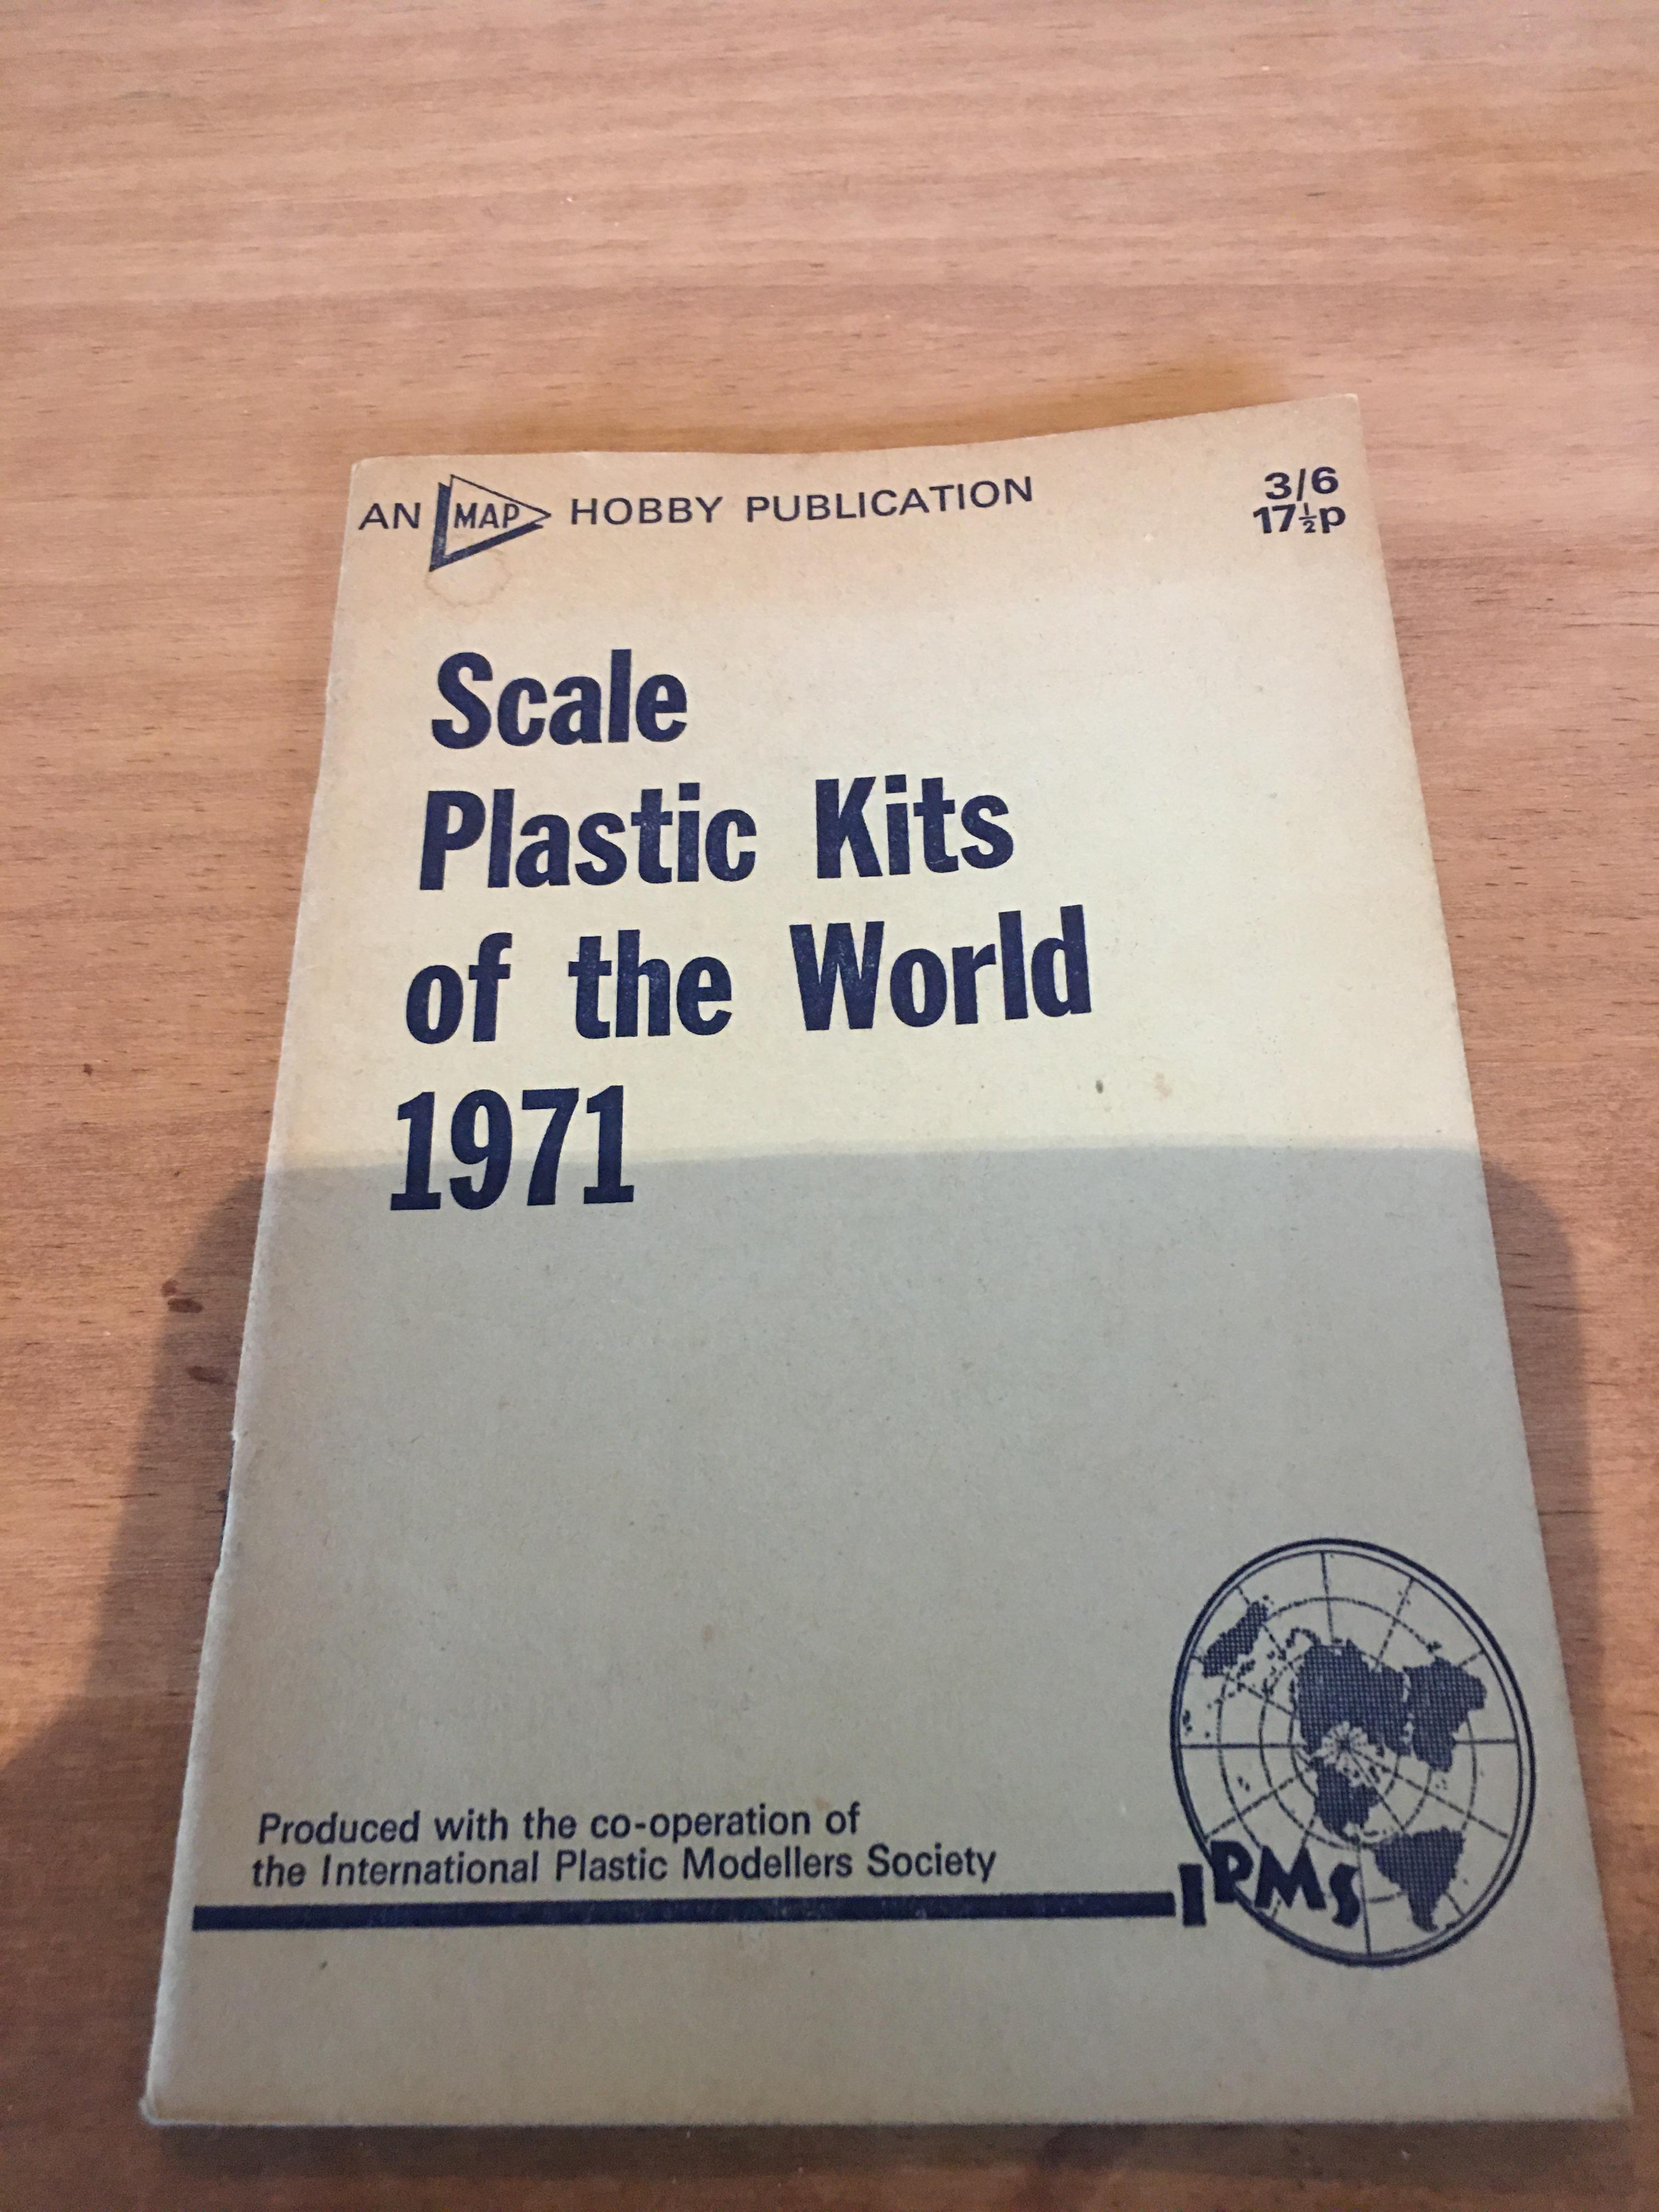 AN MAP HOBBY PUBLICATION
3/6
17½p
Scale
Plastic Kits
of the World
1971
Produced with the co-operation of
the International Plastic Modellers Society
IPMS